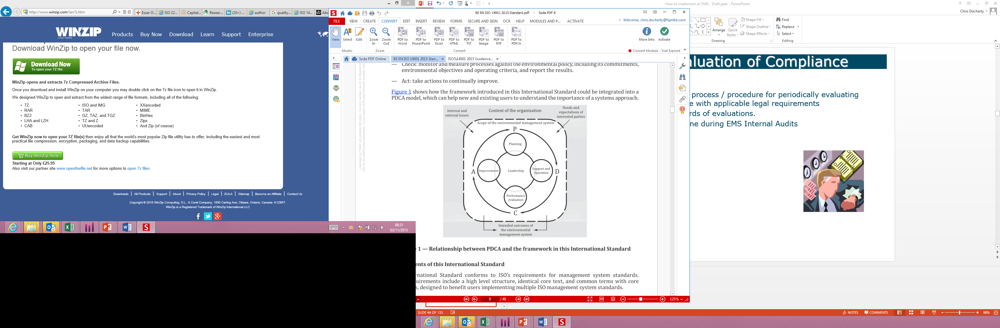 http://www.winzip.com/lan7z.htm
Essar O...
ISO 22...
Capital...
Resear...
(20+) ...
author
quality...
ISO 14...
Abc
WINZIP
A COREL COMPANY
Products
Buy Now
Download
Learn
Support
Enterprise
Download WinZip to open your file now.
Download Now
To open your 7Z file:
WinZip opens and extracts 7z Compressed Archive Files.
Once you download and install WinZip on your computer you may double click on the 7z file icon to open it in WinZip.
We designed WinZip to open and extract from the widest range of file formats, including all of the following:
• 7Z
• RAR
• BZ2
• LHA and LZH
• CAB
• ISO and IMG
• TAR
• GZ, TAZ, and TGZ
• TZ and Z
• UUencoded
• XXencoded
• MIME
• BinHex
• Zipx
• And Zip (of course)
Get WinZip now to open your 7Z file(s) then enjoy all that the world's most popular Zip file utility has to offer, including the easiest and most
practical file compression, encryption, packaging, and data backup capabilities.
Buy WinZip Now
Starting at Only £25.95
Also visit our partner site www.openthefile.net for more options to open 7z files.
Downloads | All Products | Support | About | Privacy Policy | Legal | EULA | Sitemap | Become an Affiliate | Contact Us
Copyright © 2015 WinZip Computing, S.L., A Corel Company, 1600 Carling Ave, Ottawa, Ontario, Canada. K1Z8R7.
WinZip is a Registered Trademark of WinZip International LLC
08:31
03/11/2015
BS EN ISO 14001 2015 Standard.pdf - Soda PDF 8
FILE
VIEW
CREATE
CONVERT
EDIT
INSERT
REVIEW
FORMS
SECURE AND SIGN
OCR
HELP
MODULES AND P...
ACTIVATE
Welcome, chris.docherty@fqmltd.com
View
Select
Edit
Zoom In
Zoom Out
PDF to Word
PDF to PowerPoint
PDF to Excel
PDF to HTML
PDF to TXT
PDF to Image
PDF to RTF
PDF to PDF/A
More Info
Activate
Modes
Zoom
Convert
Convert Module - Trial Expired
Soda PDF Online
BS EN ISO 14001 2015 Stan...
ISO%14001 2015 Guidance...
— Check: monitor and measure processes against the environmental policy, including its commitments,
environmental objectives and operating criteria, and report the results.
— Act: take actions to continually improve.
Figure 1 shows how the framework introduced in this International Standard could be integrated into a
PDCA model, which can help new and existing users to understand the importance of a systems approach.
Internal and
external issues
Context of the organization
Needs and
expectations of
interested parties
Scope of the environmental management system
P
Planning
A
Improvement
Leadership
Support and
Operation
D
Performance
evaluation
C
Intended outcomes of
the environmental
management system
1 — Relationship between PDCA and the framework in this International Standard
ents of this International Standard
rnational Standard conforms to ISO's requirements for management system standards.
uirements include a high level structure, identical core text, and common terms with core
s, designed to benefit users implementing multiple ISO management system standards.
9 / 48
125%
How to implement an EMS - Draft.pptx - PowerPoint
Chris Docherty
Arrange
Quick
Styles
Shape Fill
Shape Outline
Shape Effects
Find
Replace
Select
Drawing
Editing
luation of Compliance
process / procedure for periodically evaluating
e with applicable legal requirements
rds of evaluations.
ne during EMS Internal Audits
SLIDE 44 OF 133
NOTES
COMMENTS
98%